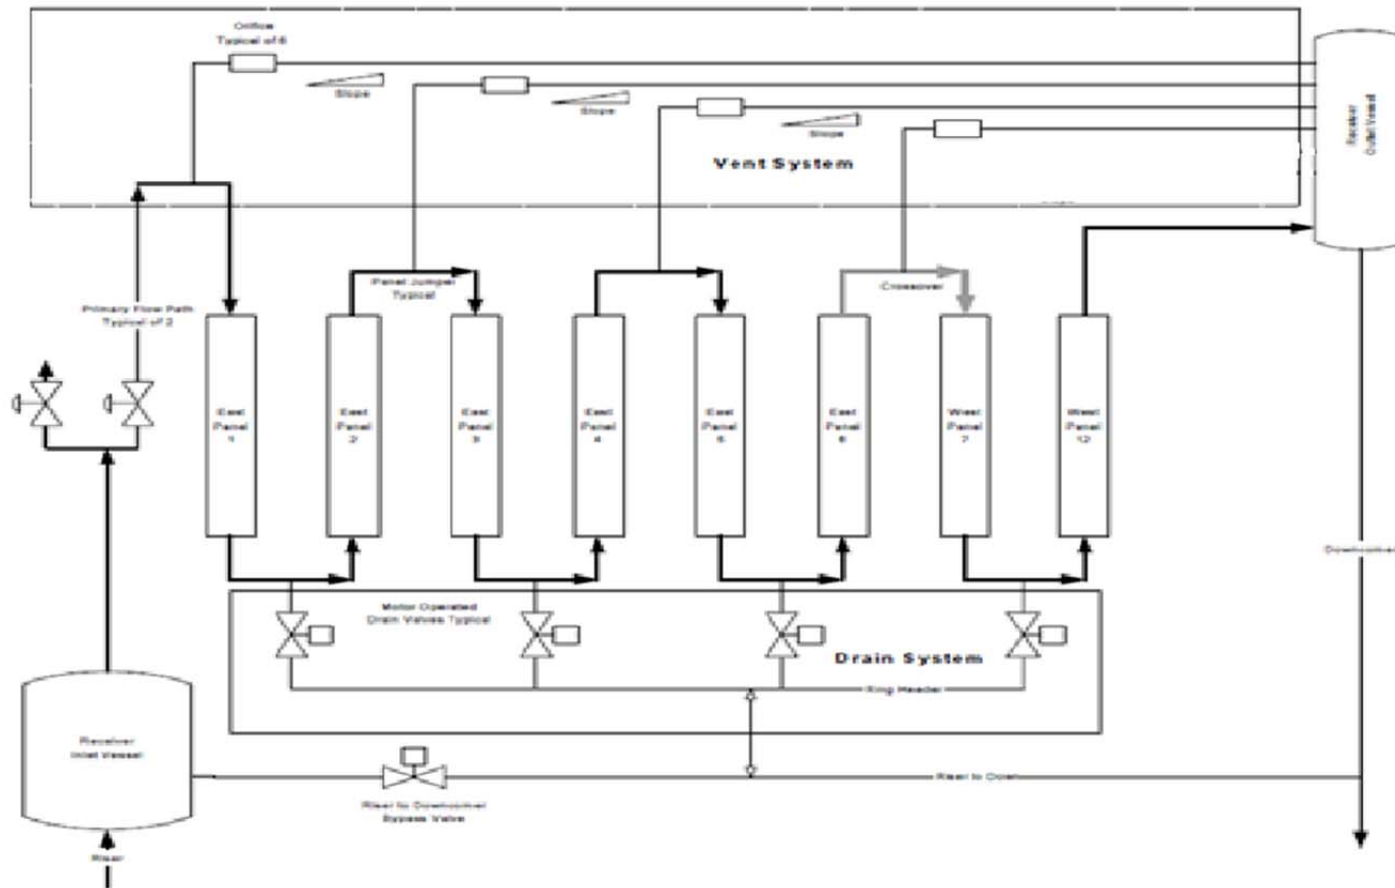 Orifice
Typical of 6
Slope
Slope
Slope
Vent System
Receiver
Outlet Vessel
Primary Flow Path
Typical of 2
Panel Jumper
Typical
Crossover
East
Panel
1
East
Panel
2
East
Panel
3
East
Panel
4
East
Panel
5
East
Panel
6
West
Panel
7
West
Panel
12
Downcomer
Motor Operated
Drain Valves Typical
Drain System
Ring Header
Receiver
Inlet Vessel
Riser to Down
Riser to Downcomer
Bypass Valve
Riser